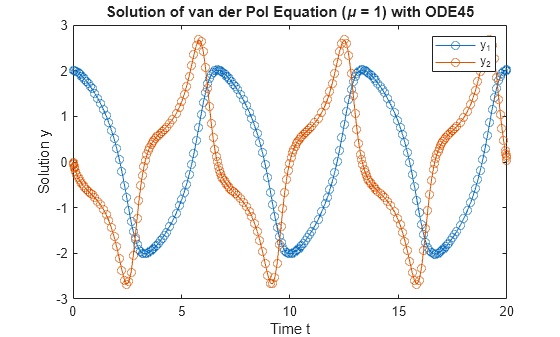 Solution of van der Pol Equation (μ = 1) with ODE45
3
2
1
0
-1
-2
-3
Solution y
y₁
y₂
0
5
10
15
20
Time t